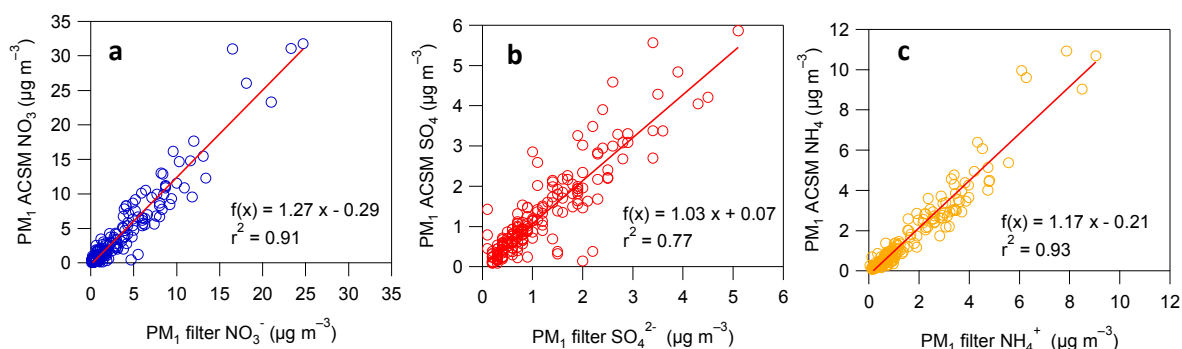 a
PM₁ ACSM NO₃ (µg m⁻³)
35
30
25
20
15
10
5
0
f(x) = 1.27 x - 0.29
r² = 0.91
0 5 10 15 20 25 30 35
PM₁ filter NO₃⁻ (µg m⁻³)
b
PM₁ ACSM SO₄ (µg m⁻³)
6
5
4
3
2
1
0
f(x) = 1.03 x + 0.07
r² = 0.77
0 1 2 3 4 5 6
PM₁ filter SO₄²⁻ (µg m⁻³)
c
PM₁ ACSM NH₄ (µg m⁻³)
12
10
8
6
4
2
0
f(x) = 1.17 x - 0.21
r² = 0.93
0 2 4 6 8 10 12
PM₁ filter NH₄⁺ (µg m⁻³)